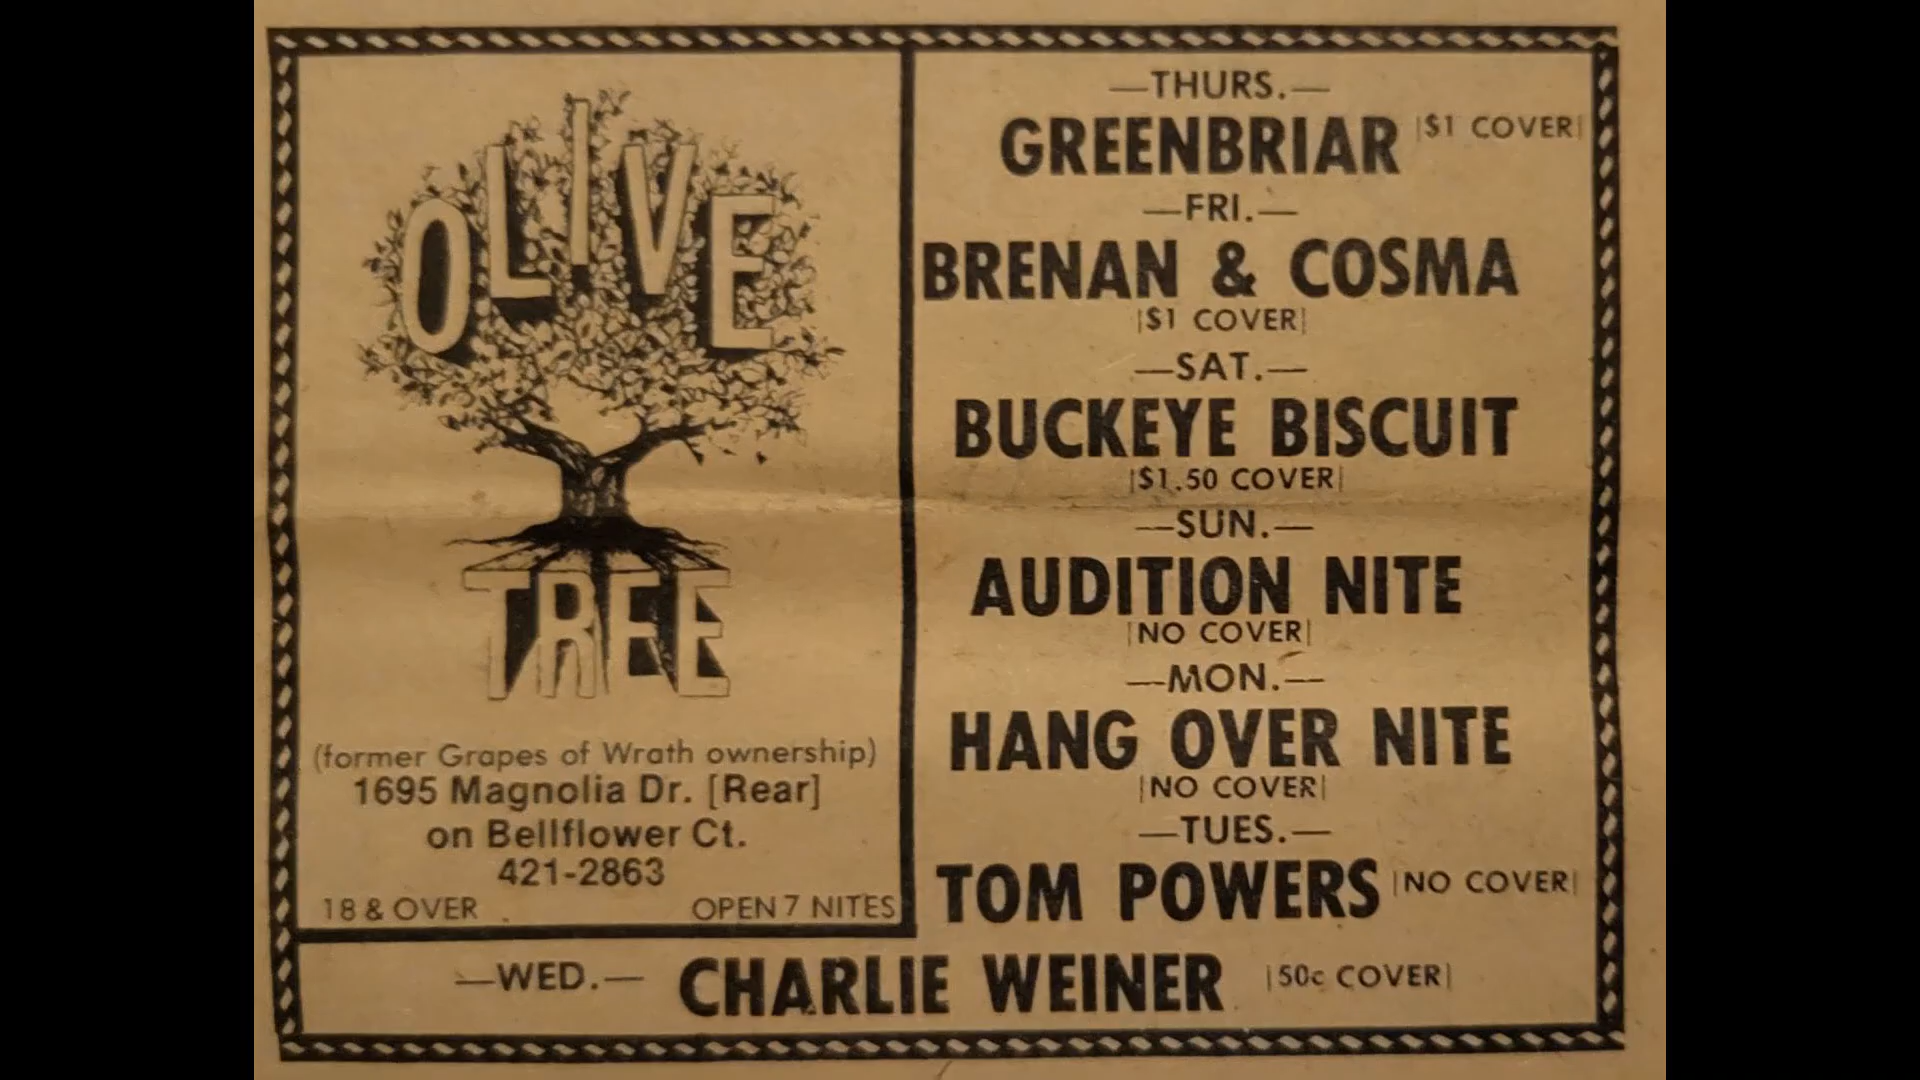 OLIVE
TREE
(former Grapes of Wrath ownership)
1695 Magnolia Dr. [Rear]
on Bellflower Ct.
421-2863
18 & OVER
OPEN 7 NITES
—THURS.—
GREENBRIAR |$1 COVER|
—FRI.—
BRENAN & COSMA
|$1 COVER|
—SAT.—
BUCKEYE BISCUIT
|$1.50 COVER|
—SUN.—
AUDITION NITE
|NO COVER|
—MON.—
HANG OVER NITE
|NO COVER|
—TUES.—
TOM POWERS |NO COVER|
—WED.— CHARLIE WEINER |50c COVER|